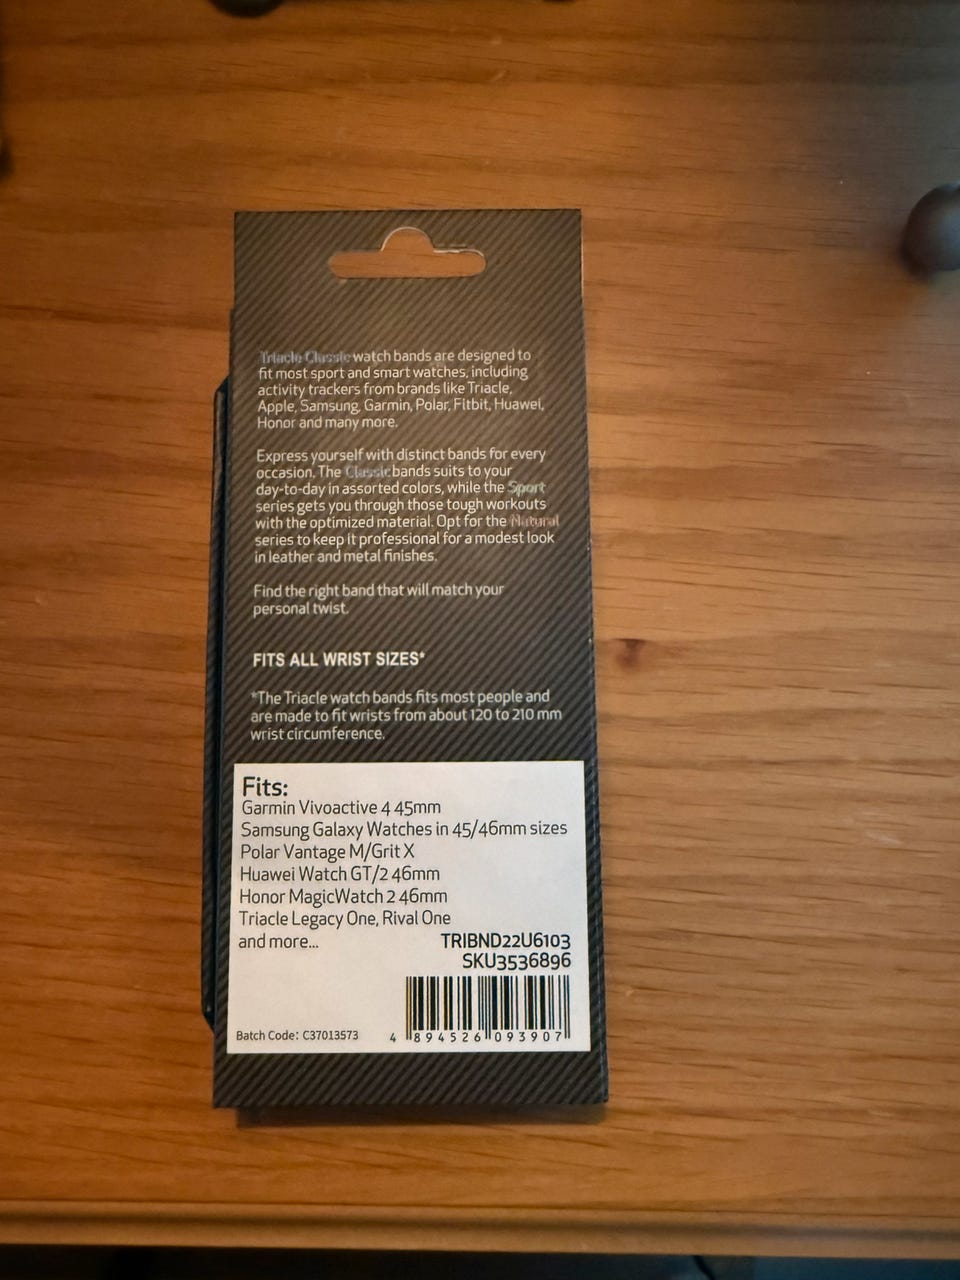 Triacle Classic watch bands are designed to
fit most sport and smart watches, including
activity trackers from brands like Triacle,
Apple, Samsung, Garmin, Polar, Fitbit, Huawei,
Honor and many more.
Express yourself with distinct bands for every
occasion. The Classic bands suits to your
day-to-day in assorted colors, while the Sport
series gets you through those tough workouts
with the optimized material. Opt for the Natural
series to keep it professional for a modest look
in leather and metal finishes.
Find the right band that will match your
personal twist.
FITS ALL WRIST SIZES*
*The Triacle watch bands fits most people and
are made to fit wrists from about 120 to 210 mm
wrist circumference.
Fits:
Garmin Vivoactive 4 45mm
Samsung Galaxy Watches in 45/46mm sizes
Polar Vantage M/Grit X
Huawei Watch GT/2 46mm
Honor MagicWatch 2 46mm
Triacle Legacy One, Rival One
and more...
TRIBND22U6103
SKU3536896
Batch Code: C37013573
4 894526 093907